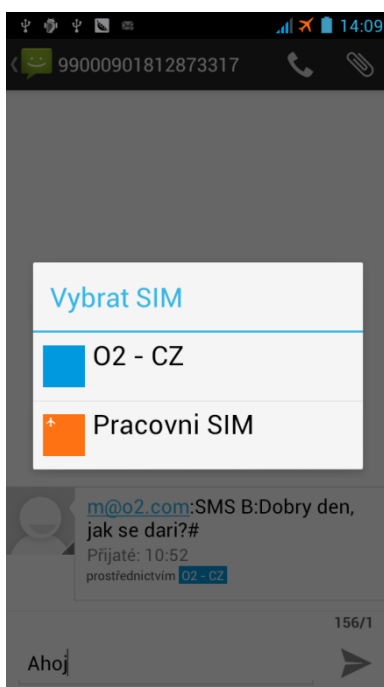 14:09
99000901812873317
Vybrat SIM
O2 - CZ
Pracovni SIM
m@o2.com:SMS B:Dobry den,
jak se dari?#
Přijaté: 10:52
prostřednictvím O2 - CZ
156/1
Ahoj